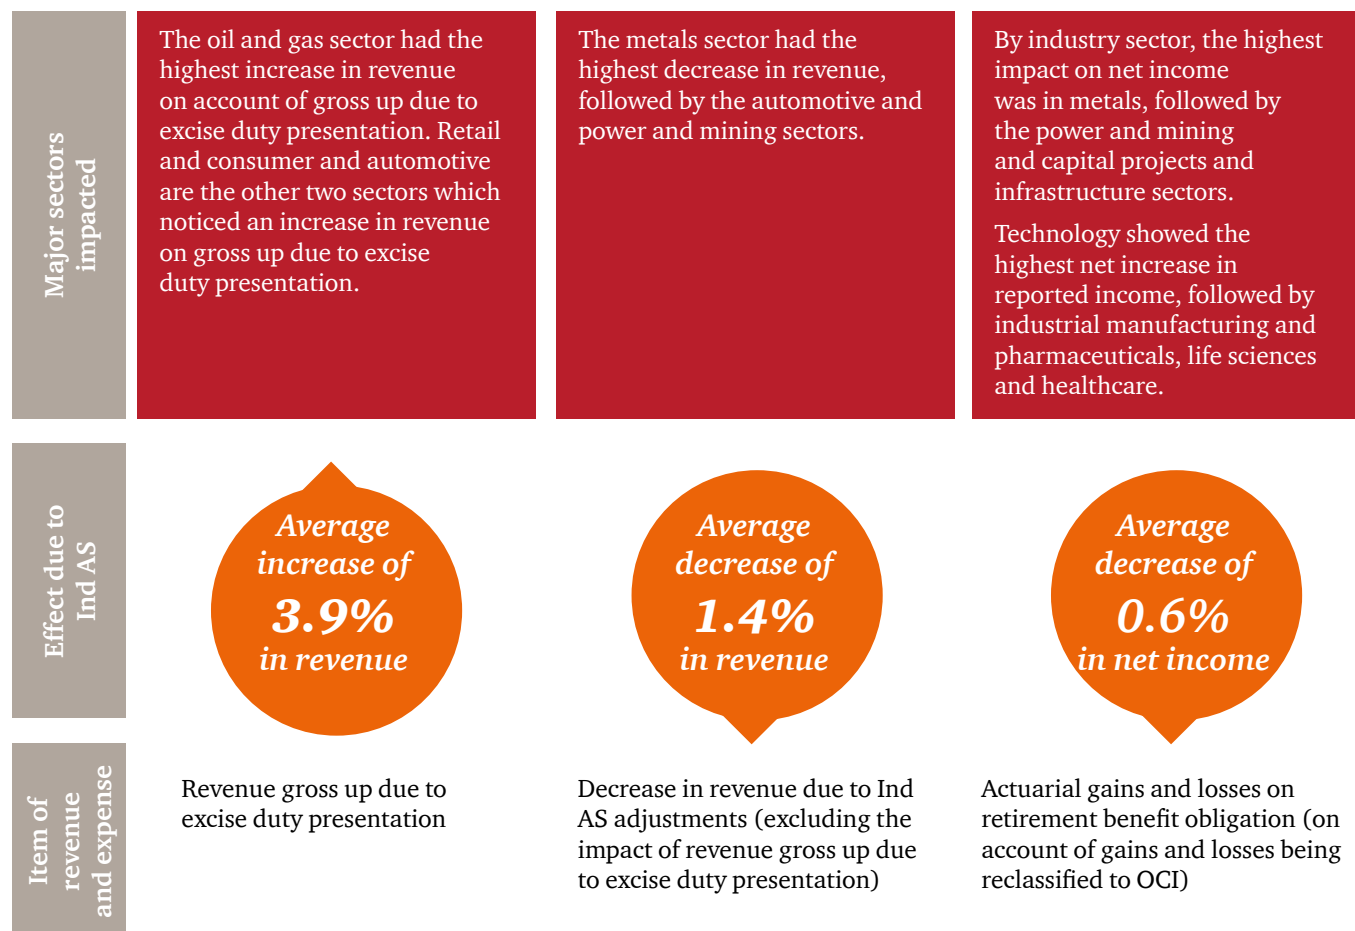 Major sectors
impacted
The oil and gas sector had the
highest increase in revenue
on account of gross up due to
excise duty presentation. Retail
and consumer and automotive
are the other two sectors which
noticed an increase in revenue
on gross up due to excise
duty presentation.
The metals sector had the
highest decrease in revenue,
followed by the automotive and
power and mining sectors.
By industry sector, the highest
impact on net income
was in metals, followed by
the power and mining
and capital projects and
infrastructure sectors.
Technology showed the
highest net increase in
reported income, followed by
industrial manufacturing and
pharmaceuticals, life sciences
and healthcare.
Effect due to
Ind AS
Average
increase of
3.9%
in revenue
Average
decrease of
1.4%
in revenue
Average
decrease of
0.6%
in net income
Item of
revenue
and expense
Revenue gross up due to
excise duty presentation
Decrease in revenue due to Ind
AS adjustments (excluding the
impact of revenue gross up due
to excise duty presentation)
Actuarial gains and losses on
retirement benefit obligation (on
account of gains and losses being
reclassified to OCI)